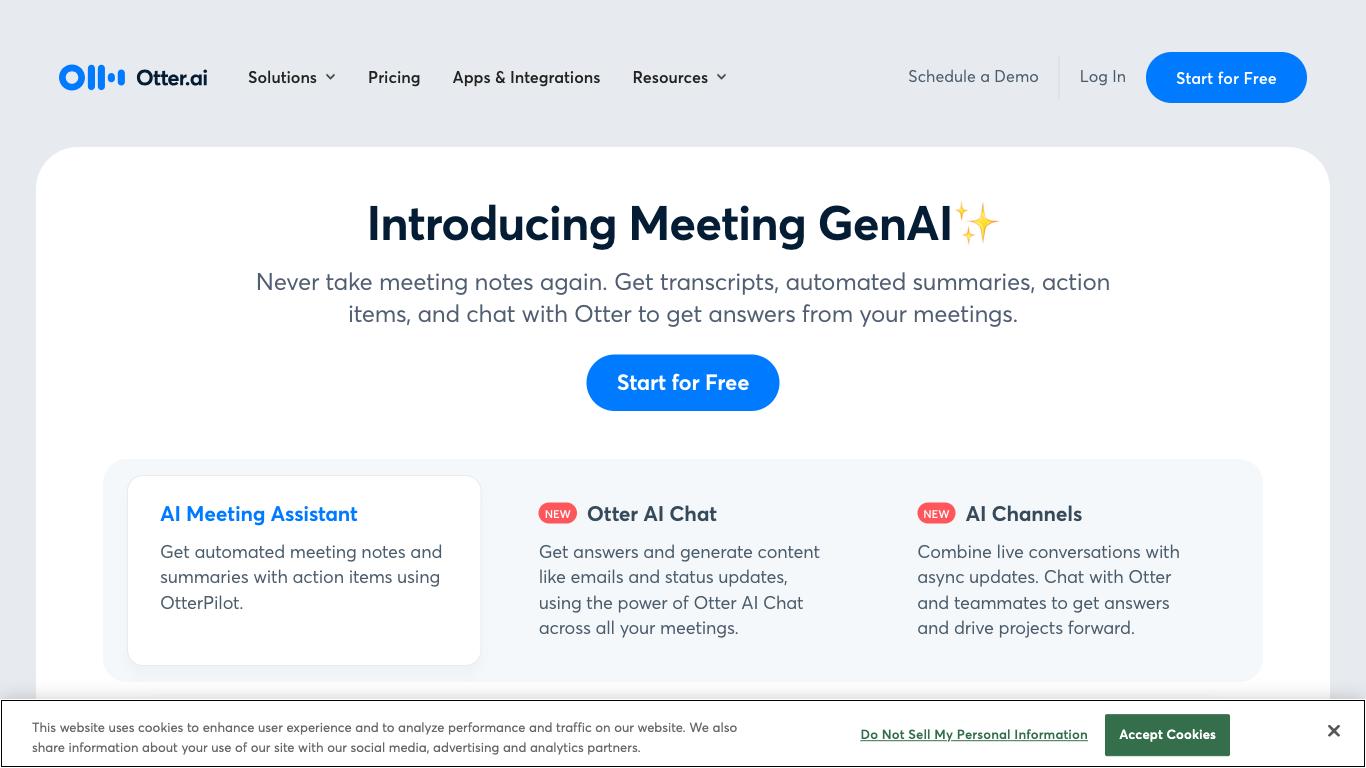 Otter.ai
Solutions
Pricing
Apps & Integrations
Resources
Schedule a Demo
Log In
Start for Free
Introducing Meeting GenAI✨
Never take meeting notes again. Get transcripts, automated summaries, action
items, and chat with Otter to get answers from your meetings.
Start for Free
AI Meeting Assistant
Get automated meeting notes and
summaries with action items using
OtterPilot.
NEW Otter AI Chat
Get answers and generate content
like emails and status updates,
using the power of Otter AI Chat
across all your meetings.
NEW AI Channels
Combine live conversations with
async updates. Chat with Otter
and teammates to get answers
and drive projects forward.
This website uses cookies to enhance user experience and to analyze performance and traffic on our website. We also
share information about your use of our site with our social media, advertising and analytics partners.
Do Not Sell My Personal Information
Accept Cookies